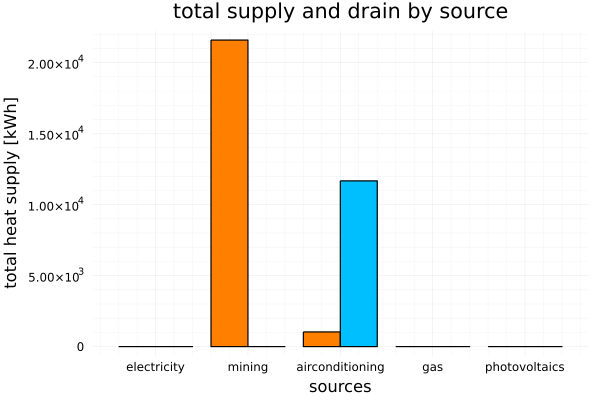 total supply and drain by source
total heat supply [kWh]
2.00×10⁴
1.50×10⁴
1.00×10⁴
5.00×10³
0
electricity mining airconditioning gas photovoltaics
sources